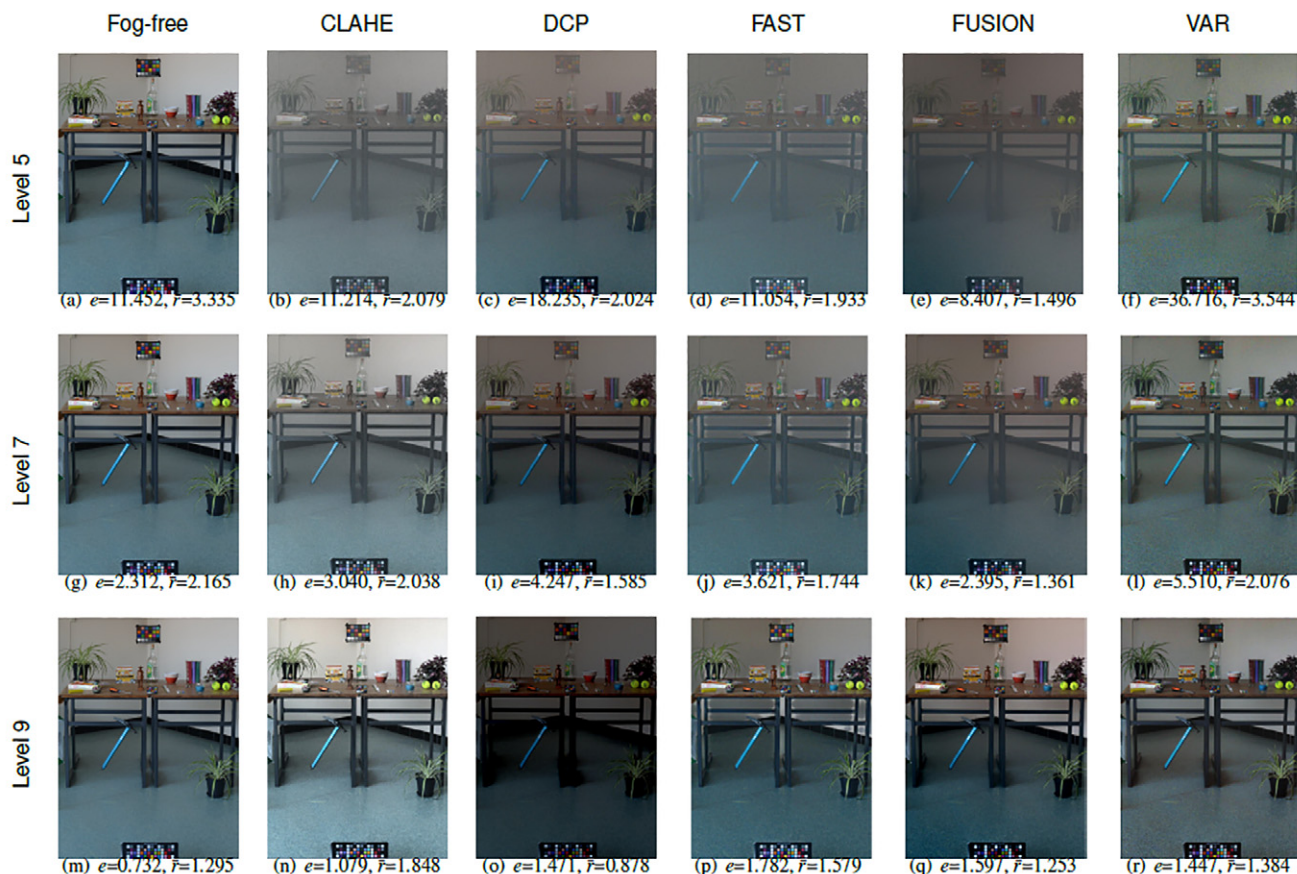 Fog-free CLAHE DCP FAST FUSION VAR
Level 5
(a) e=11.452, r̄=3.335 (b) e=11.214, r̄=2.079 (c) e=18.235, r̄=2.024 (d) e=11.054, r̄=1.933 (e) e=8.407, r̄=1.496 (f) e=36.716, r̄=3.544
Level 7
(g) e=2.312, r̄=2.165 (h) e=3.040, r̄=2.038 (i) e=4.247, r̄=1.585 (j) e=3.621, r̄=1.744 (k) e=2.395, r̄=1.361 (l) e=5.510, r̄=2.076
Level 9
(m) e=0.732, r̄=1.295 (n) e=1.079, r̄=1.848 (o) e=1.471, r̄=0.878 (p) e=1.782, r̄=1.579 (q) e=1.597, r̄=1.253 (r) e=1.447, r̄=1.384